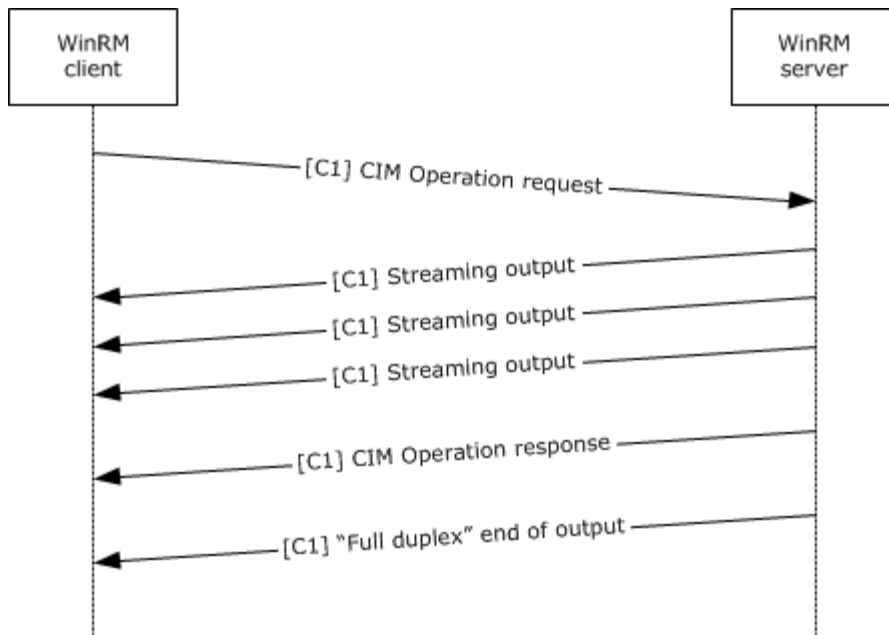 WinRM
client
WinRM
server
[C1] CIM Operation request
[C1] Streaming output
[C1] Streaming output
[C1] Streaming output
[C1] CIM Operation response
[C1] “Full duplex” end of output